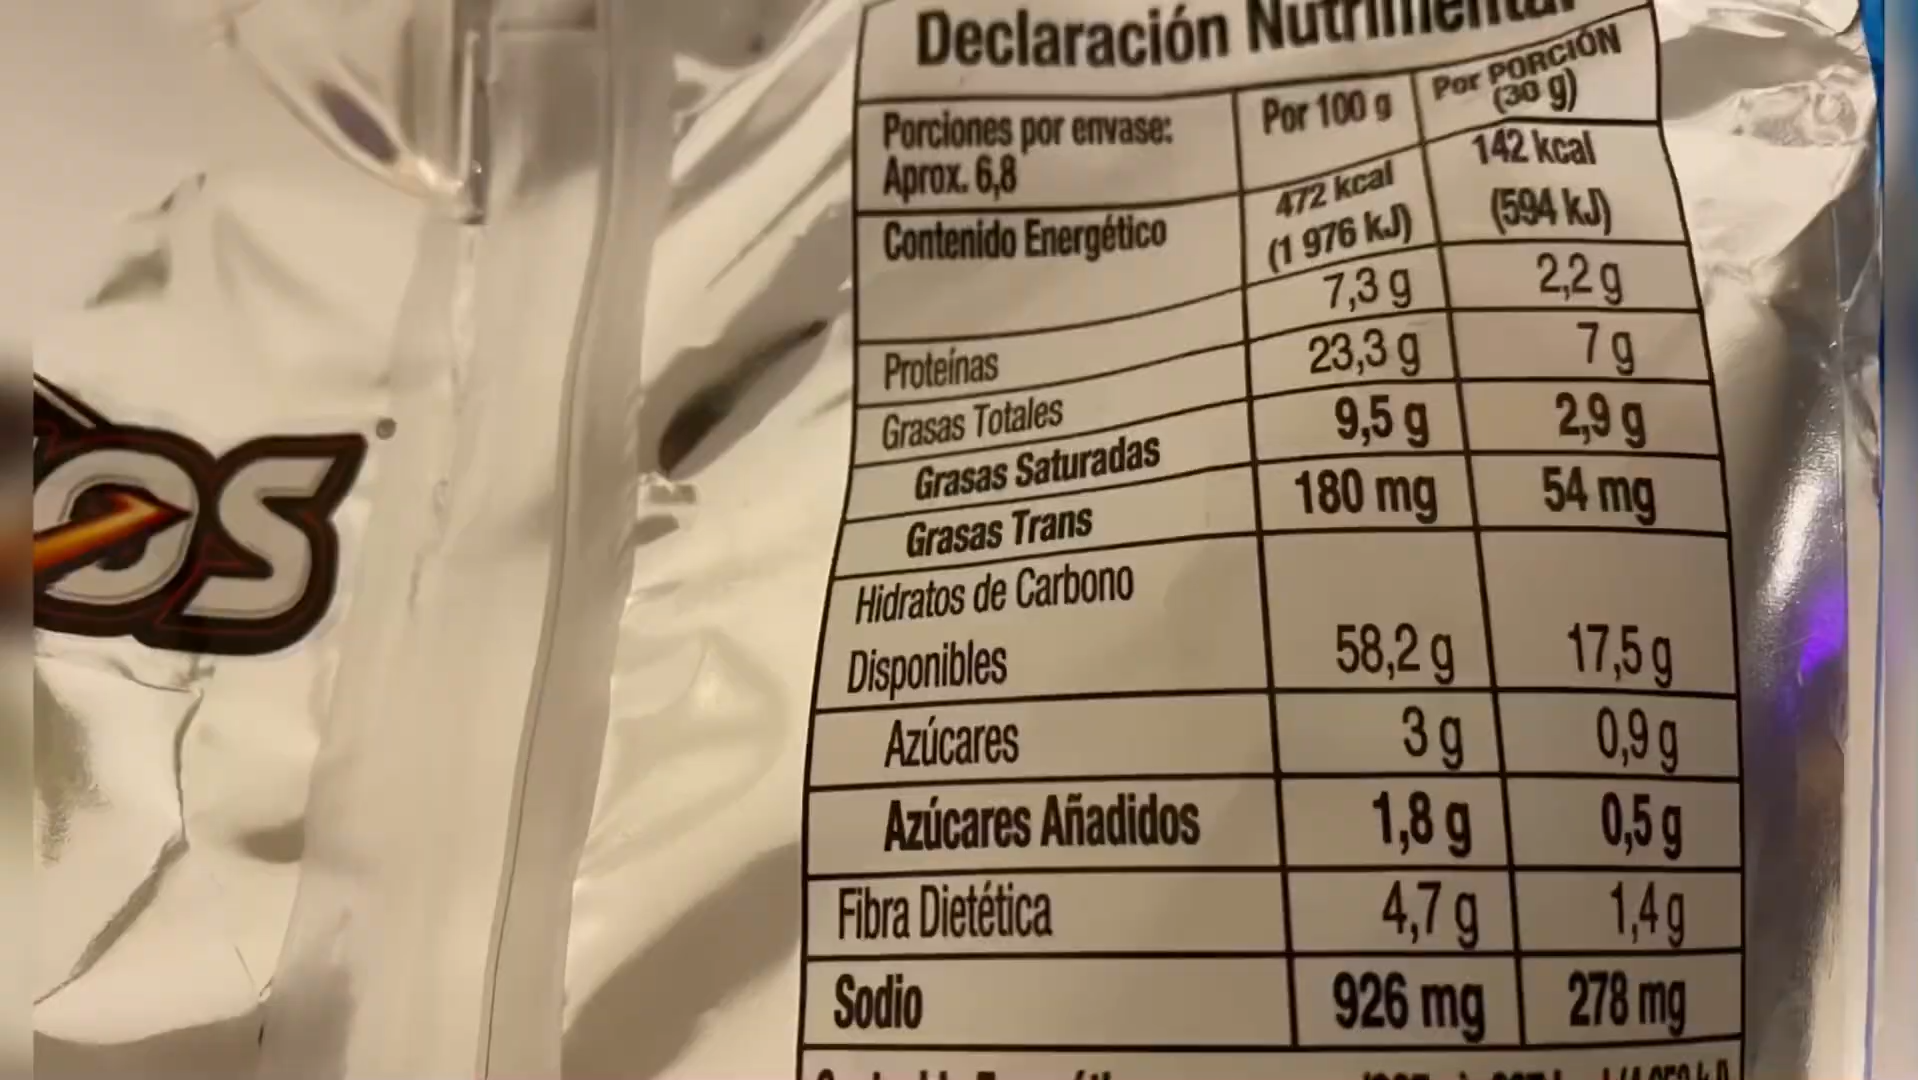 Declaración Nutrimental
Porciones por envase:
Aprox. 6,8
Por 100 g
Por PORCIÓN
(30 g)
Contenido Energético
472 kcal
(1 976 kJ)
142 kcal
(594 kJ)
Proteínas 7,3 g 2,2 g
Grasas Totales 23,3 g 7 g
Grasas Saturadas 9,5 g 2,9 g
Grasas Trans 180 mg 54 mg
Hidratos de Carbono
Disponibles 58,2 g 17,5 g
Azúcares 3 g 0,9 g
Azúcares Añadidos 1,8 g 0,5 g
Fibra Dietética 4,7 g 1,4 g
Sodio 926 mg 278 mg
OS